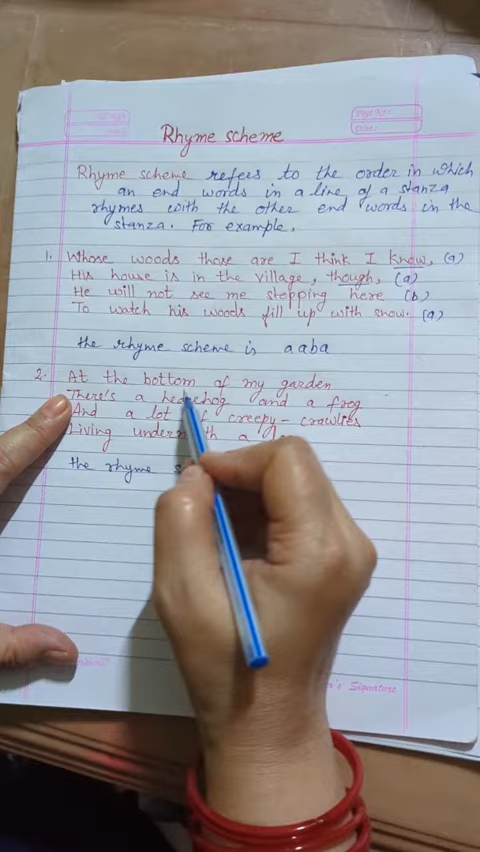 Rhyme scheme
Rhyme scheme refers to the order in which
an end words in a line of a stanza
rhymes with the other end words in the
stanza. For example,
1. Whose woods those are I think I know, (a)
His house is in the village, though, (a)
He will not see me stopping here (b)
To watch his woods fill up with snow. (a)
the rhyme scheme is aaba
2. At the bottom of my garden
There's a hedgehog and a frog
And a lot of creepy-crawlies
Living a
the rhyme
Signature